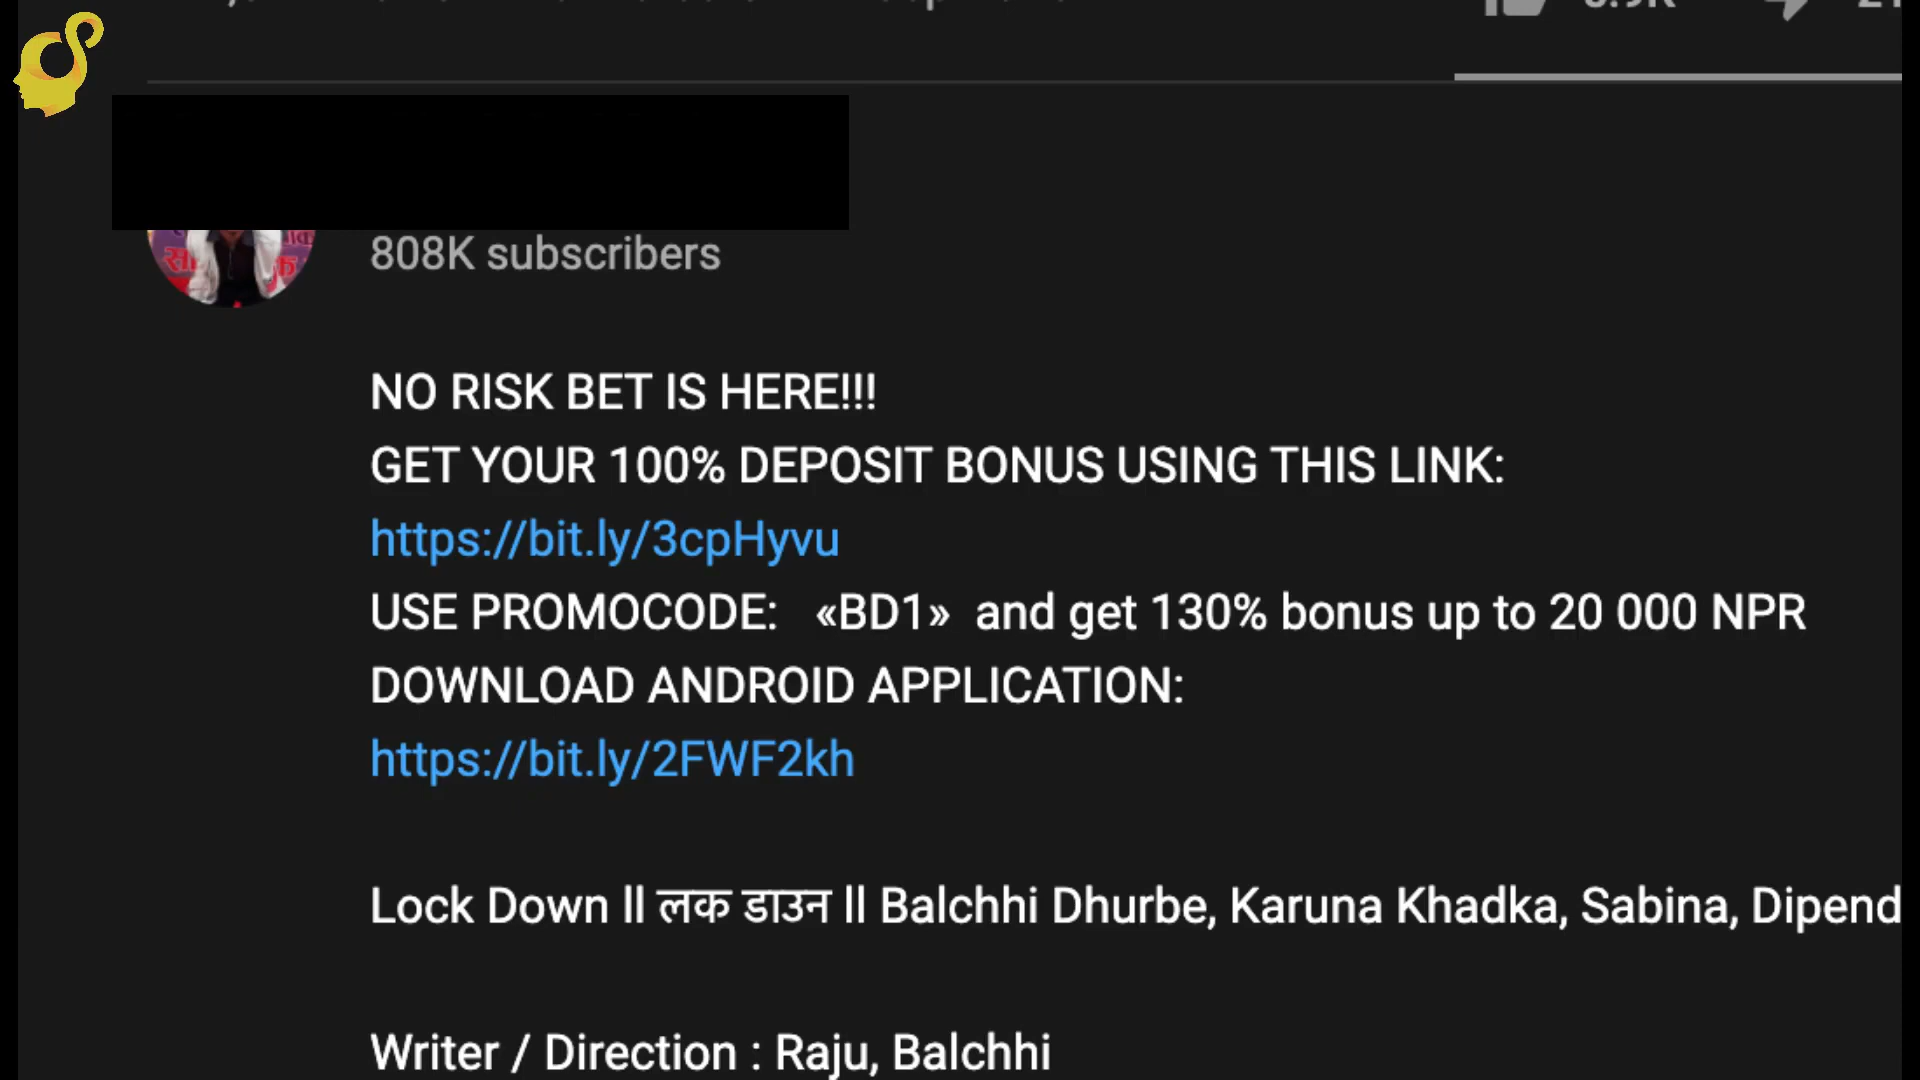 808K subscribers
NO RISK BET IS HERE!!!
GET YOUR 100% DEPOSIT BONUS USING THIS LINK:
https://bit.ly/3cpHyvu
USE PROMOCODE: «BD1» and get 130% bonus up to 20 000 NPR
DOWNLOAD ANDROID APPLICATION:
https://bit.ly/2FWF2kh
Lock Down ll लक डाउन ll Balchhi Dhurbe, Karuna Khadka, Sabina, Dipend
Writer / Direction : Raju, Balchhi